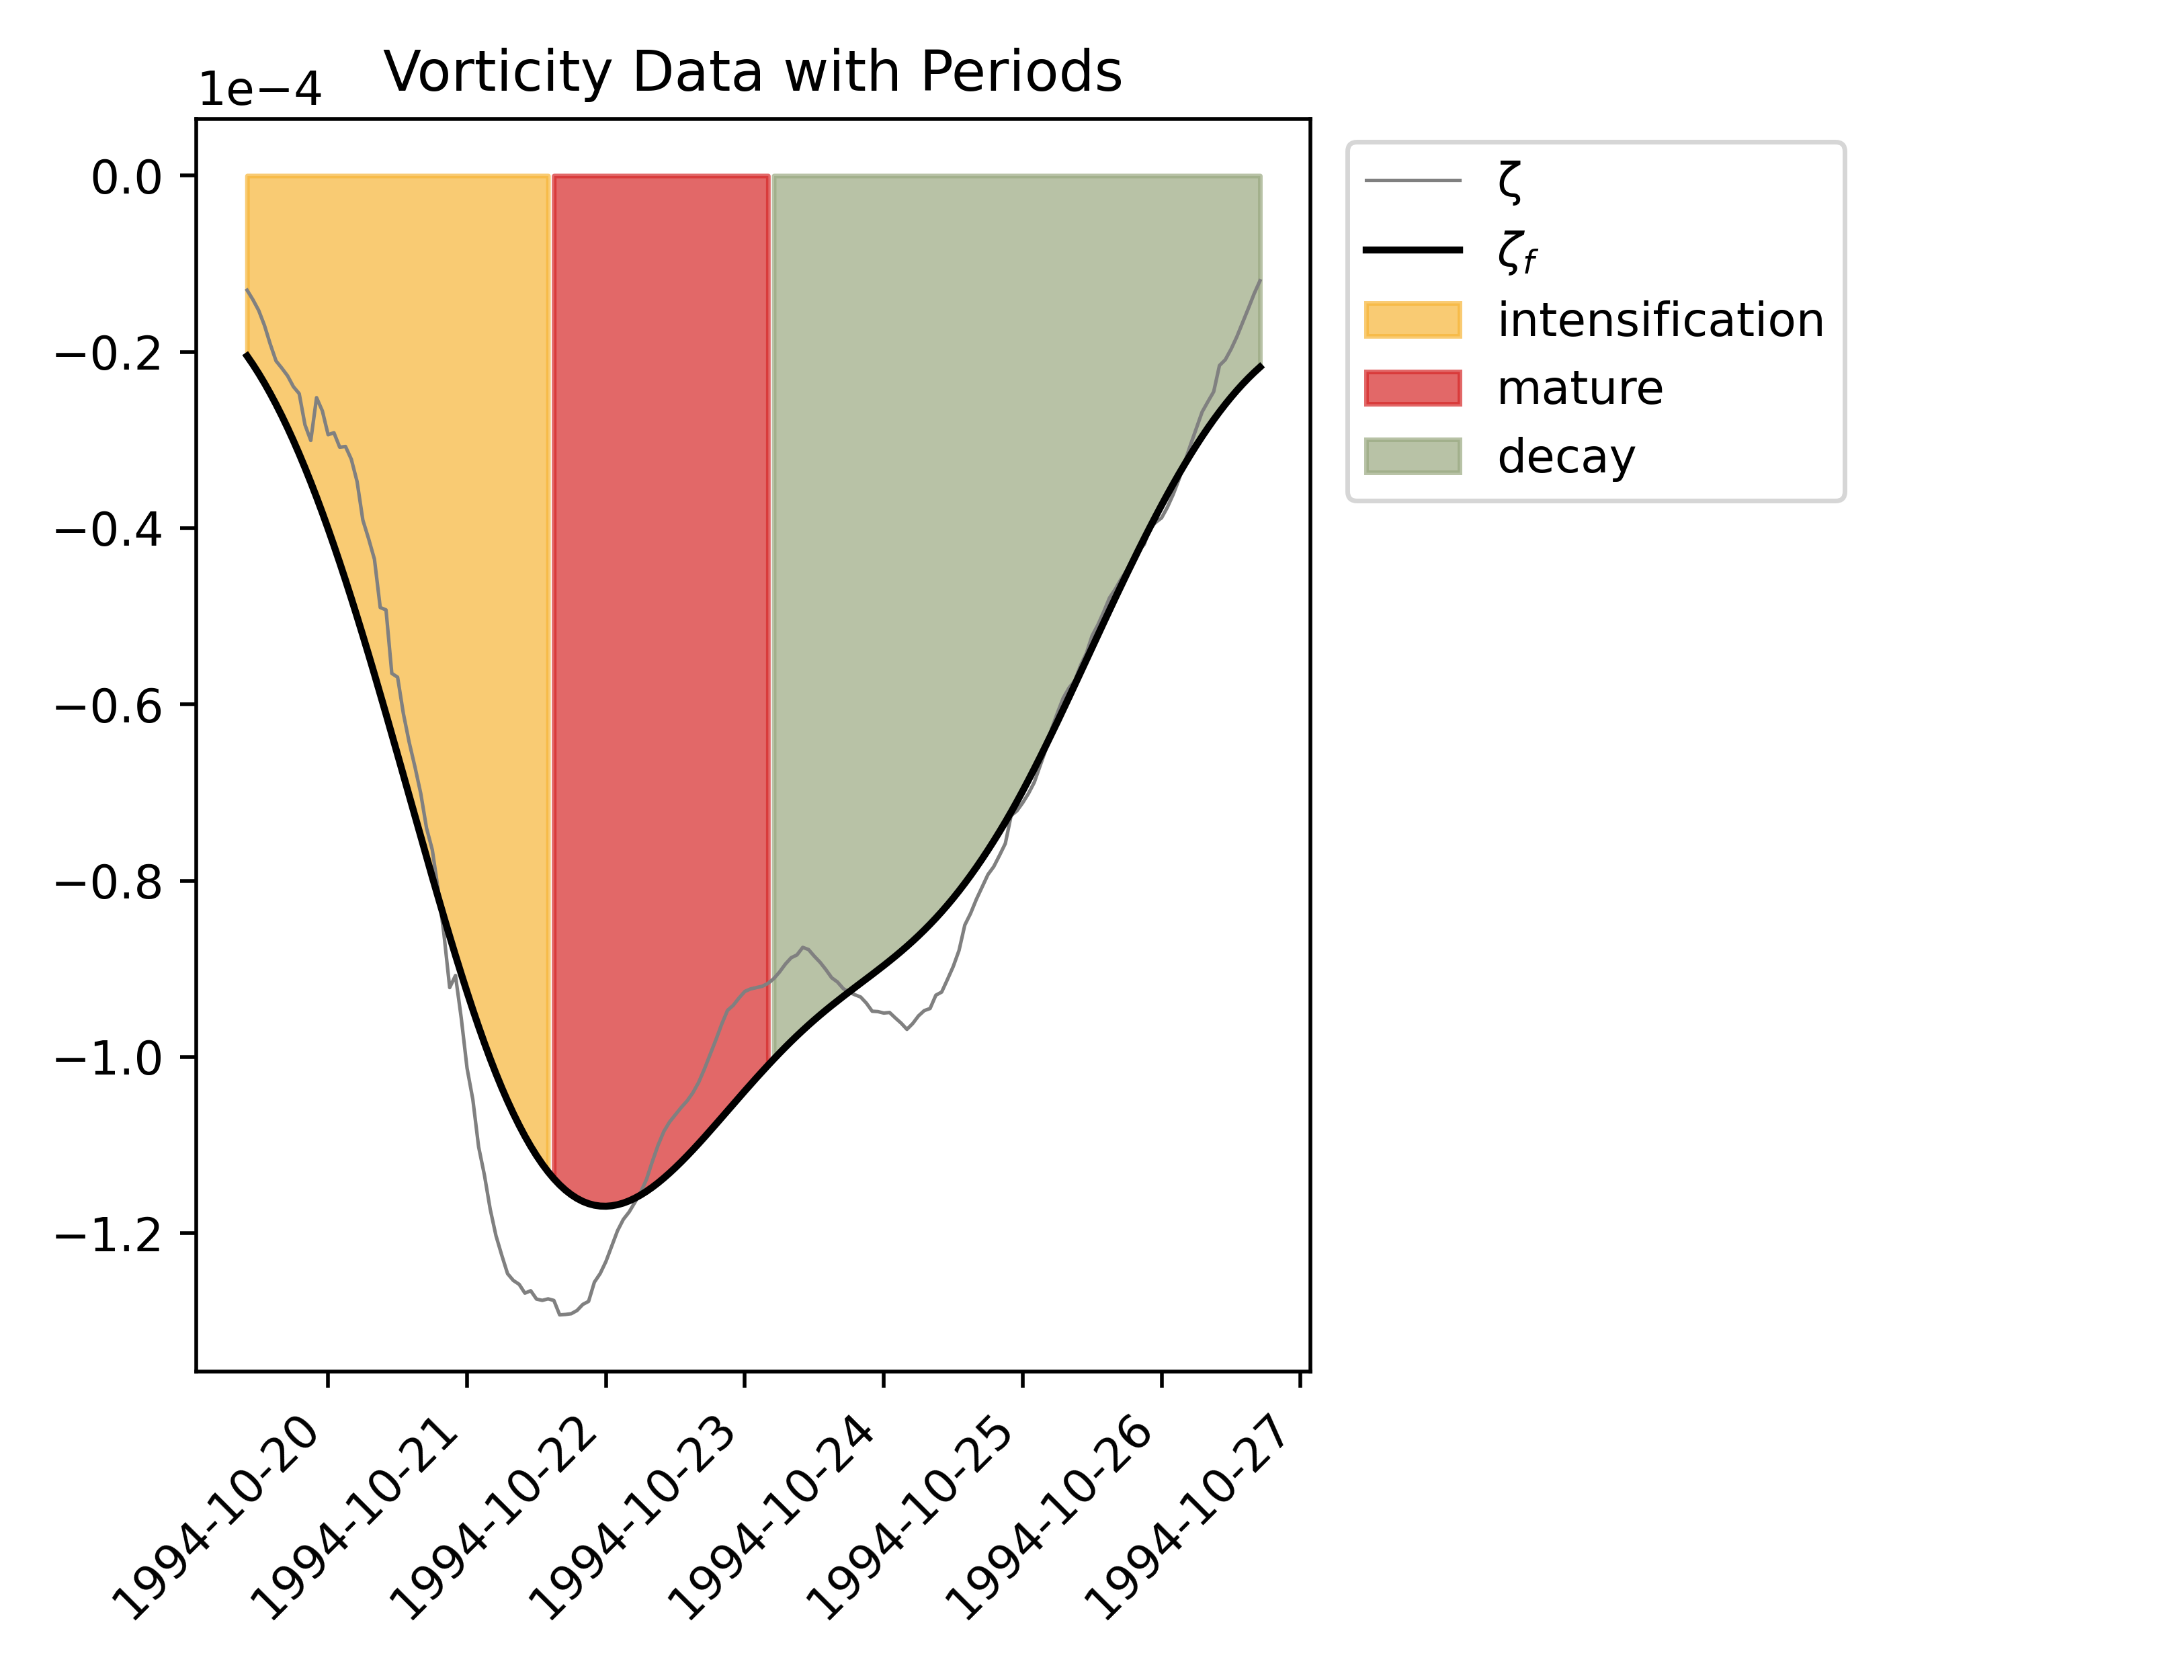 Vorticity Data with Periods
1e−4
0.0
−0.2
−0.4
−0.6
−0.8
−1.0
−1.2
1994-10-20
1994-10-21
1994-10-22
1994-10-23
1994-10-24
1994-10-25
1994-10-26
1994-10-27
ζ
ζf
intensification
mature
decay